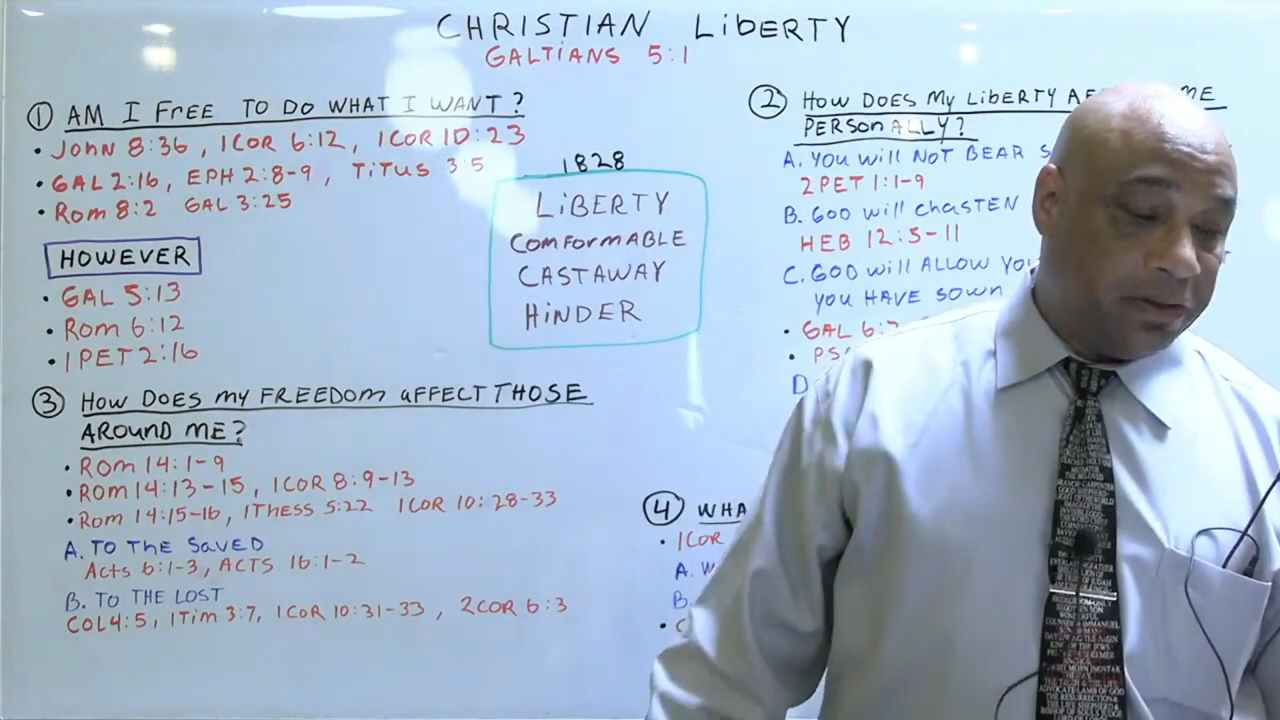 CHRISTIAN LiBERTY
GALTiANS 5:1
① AM I FREE TO DO WHAT I WANT?
• John 8:36, 1COR 6:12, 1COR 10:23
• GAL 2:16, EPH 2:8-9, TiTUS 3:5
• Rom 8:2 GAL 3:25
HOWEVER
• GAL 5:13
• Rom 6:12
• 1PET 2:16
1828
LiBERTY
COMFORMABLE
CASTAWAY
HiNDER
③ HOW DOES MY FREEDOM AFFECT THOSE
AROUND ME?
• Rom 14:1-9
• Rom 14:13-15, 1COR 8:9-13
• Rom 14:15-16, 1Thess 5:22 1COR 10:28-33
A. TO The SAVED
Acts 6:1-3, ACTS 16:1-2
B. TO THE LOST
COL4:5, 1Tim 3:7, 1COR 10:31-33, 2COR 6:3
② HOW DOES My LiBERTY ME
PERSONALLY?
A. YOU will NOT BEAR
2PET 1:1-9
B. GOD will chasTEN
HEB 12:5-11
C. GOD will ALLOW
YOU HAVE SOWN
• GAL 6:7
•
D
④
• 1COR
A.
B.
•